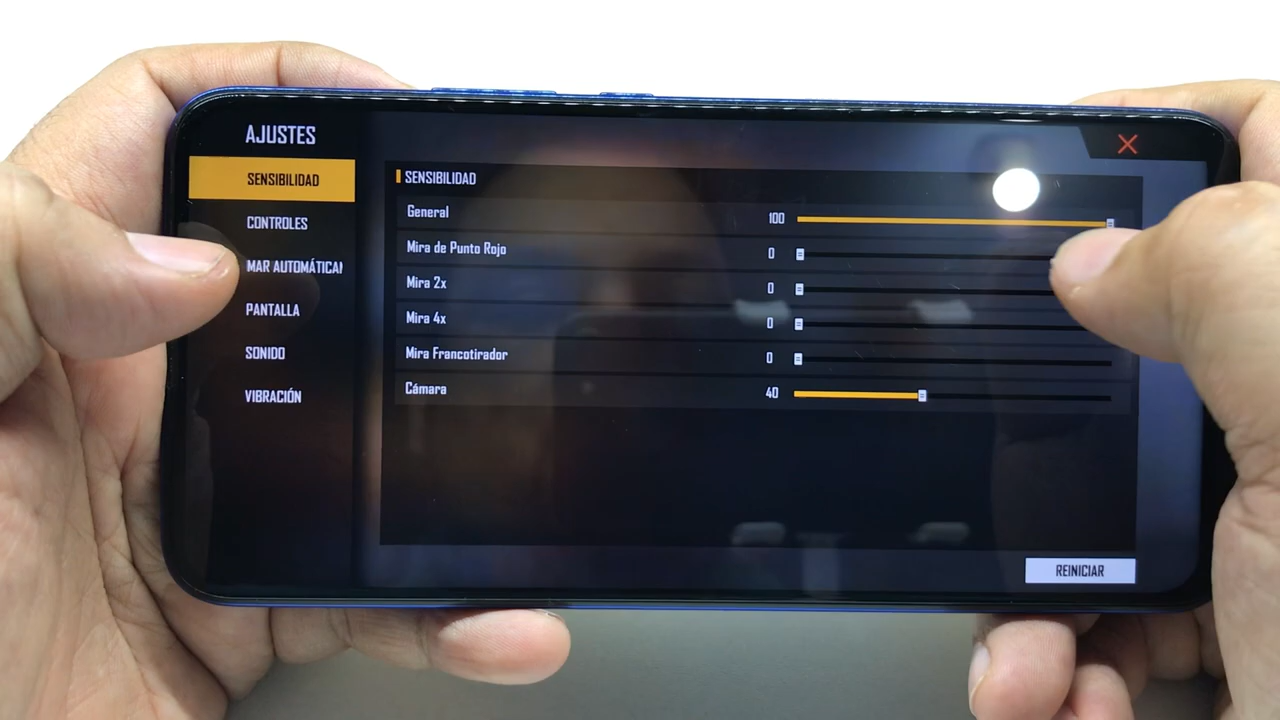 AJUSTES
SENSIBILIDAD
CONTROLES
MAR AUTOMÁTICA
PANTALLA
SONIDO
VIBRACIÓN
SENSIBILIDAD
General 100
Mira de Punto Rojo 0
Mira 2x 0
Mira 4x 0
Mira Francotirador 0
Cámara 40
REINICIAR